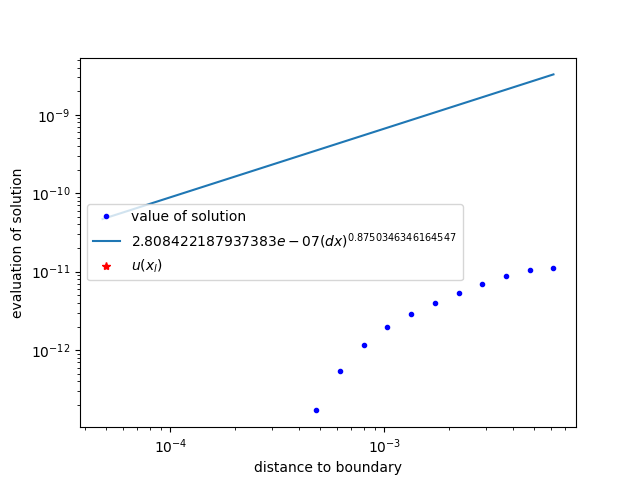 10⁻⁹
10⁻¹⁰
10⁻¹¹
10⁻¹²
evaluation of solution
value of solution
2.808422187937383e − 07(dx)^0.8750346346164547
u(x_l)
10⁻⁴
10⁻³
distance to boundary